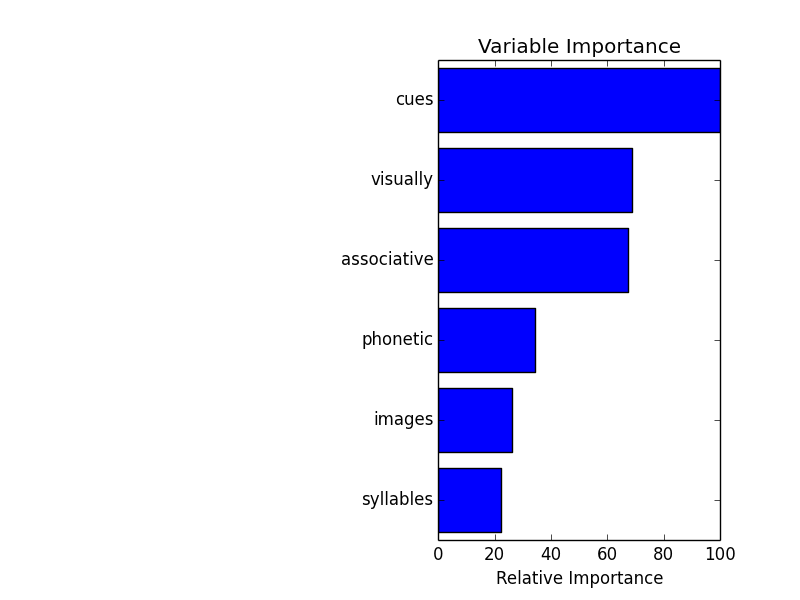 Variable Importance
cues
visually
associative
phonetic
images
syllables
0 20 40 60 80 100
Relative Importance